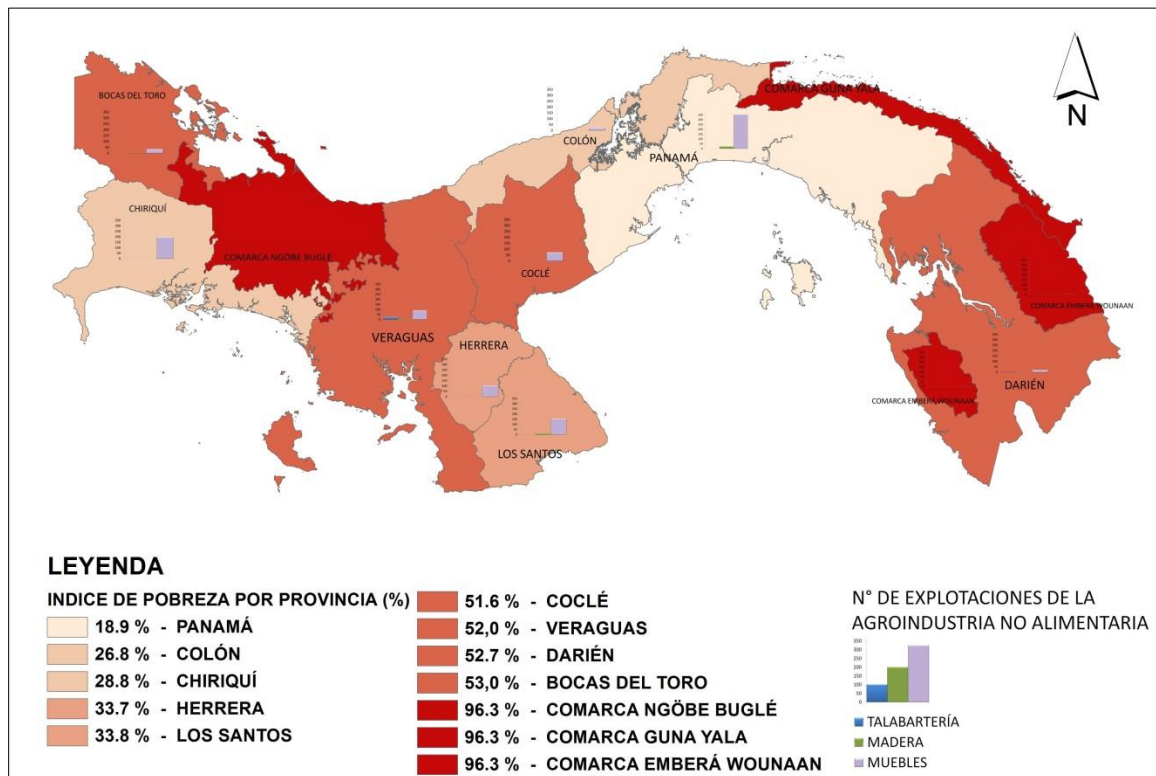 BOCAS DEL TORO
COMARCA GUNA YALA
N
COLÓN
PANAMÁ
CHIRIQUÍ
COMARCA NGÖBE BUGLÉ
COCLÉ
COMARCA EMBERÁ WOUNAAN
VERAGUAS
HERRERA
DARIÉN
COMARCA EMBERÁ WOUNAAN
LOS SANTOS
LEYENDA
INDICE DE POBREZA POR PROVINCIA (%)
18.9 % - PANAMÁ
26.8 % - COLÓN
28.8 % - CHIRIQUÍ
33.7 % - HERRERA
33.8 % - LOS SANTOS
51.6 % - COCLÉ
52,0 % - VERAGUAS
52.7 % - DARIÉN
53,0 % - BOCAS DEL TORO
96.3 % - COMARCA NGÖBE BUGLÉ
96.3 % - COMARCA GUNA YALA
96.3 % - COMARCA EMBERÁ WOUNAAN
N° DE EXPLOTACIONES DE LA
AGROINDUSTRIA NO ALIMENTARIA
350
300
250
200
150
100
50
0
TALABARTERÍA
MADERA
MUEBLES